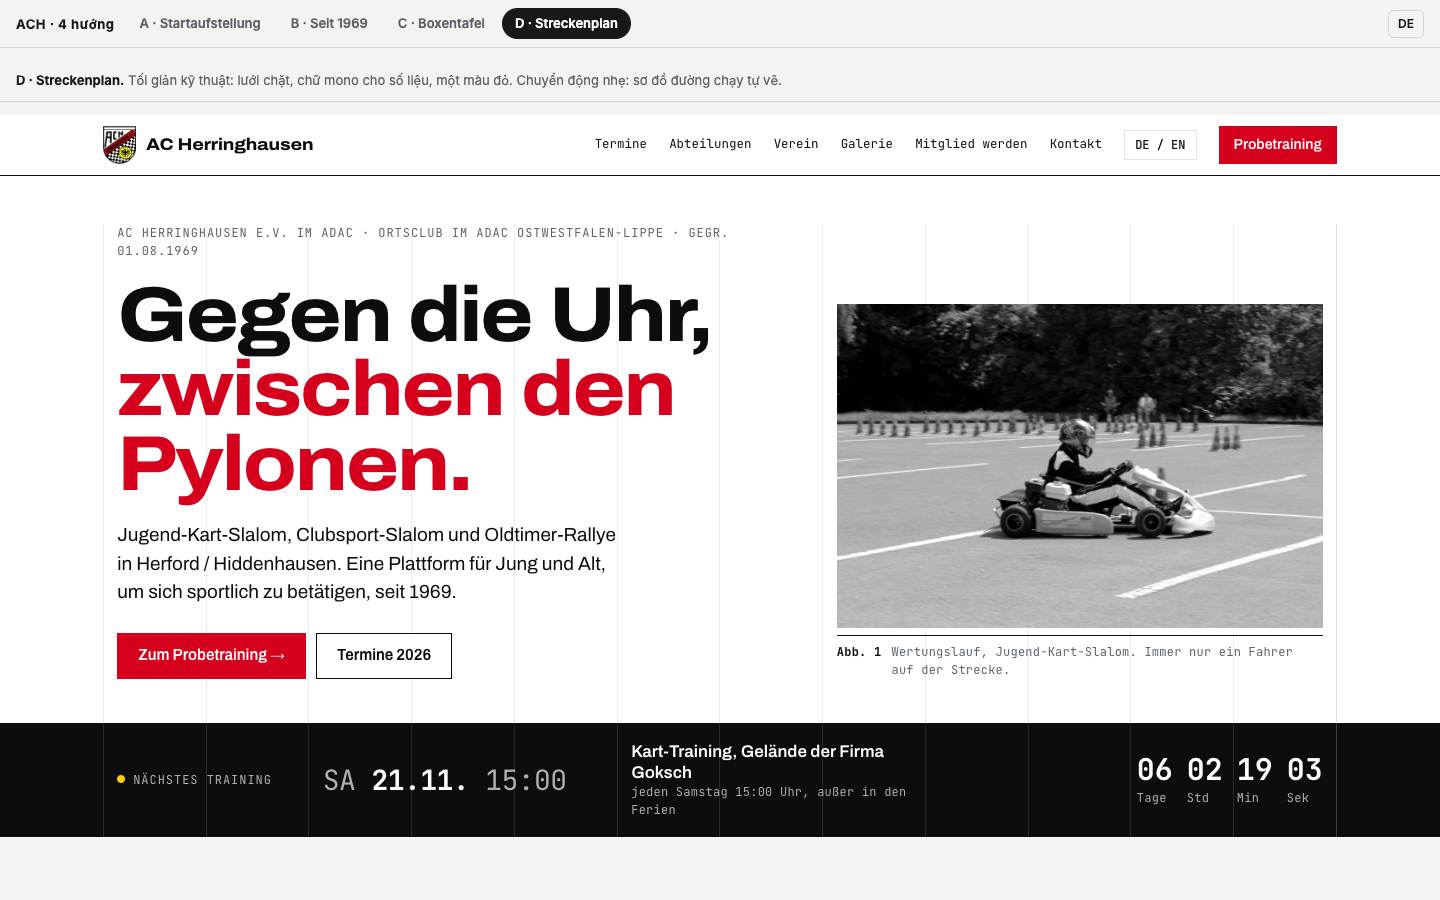 ACH · 4 hướng
A · Startaufstellung
B · Seit 1969
C · Boxentafel
D · Streckenplan
DE
D · Streckenplan. Tối giản kỹ thuật: lưới chặt, chữ mono cho số liệu, một màu đỏ. Chuyển động nhẹ: sơ đồ đường chạy tự vẽ.
ACH
AC Herringhausen
Termine
Abteilungen
Verein
Galerie
Mitglied werden
Kontakt
DE / EN
Probetraining
AC HERRINGHAUSEN E.V. IM ADAC · ORTSCLUB IM ADAC OSTWESTFALEN-LIPPE · GEGR.
01.08.1969
Gegen die Uhr,
zwischen den
Pylonen.
Jugend-Kart-Slalom, Clubsport-Slalom und Oldtimer-Rallye
in Herford / Hiddenhausen. Eine Plattform für Jung und Alt,
um sich sportlich zu betätigen, seit 1969.
Zum Probetraining →
Termine 2026
Abb. 1 Wertungslauf, Jugend-Kart-Slalom. Immer nur ein Fahrer
auf der Strecke.
NÄCHSTES TRAINING
SA 21.11. 15:00
Kart-Training, Gelände der Firma
Goksch
jeden Samstag 15:00 Uhr, außer in den
Ferien
06 02 19 03
Tage Std Min Sek